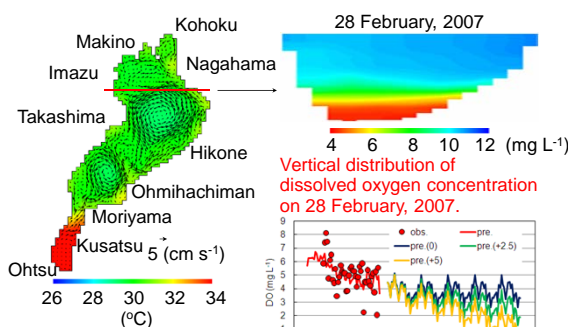 Kohoku
Makino
Nagahama
Imazu
Takashima
Hikone
Ohmihachiman
Moriyama
Kusatsu
5 (cm s-1)
Ohtsu
26 28 30 32 34
(oC)
28 February, 2007
4 6 8 10 12 (mg L-1)
Vertical distribution of
dissolved oxygen concentration
on 28 February, 2007.
9
8
7
6
5
4
3
2
1
DO (mg L-1)
obs. pre.
pre.(0) pre.(+2.5)
pre.(+5)